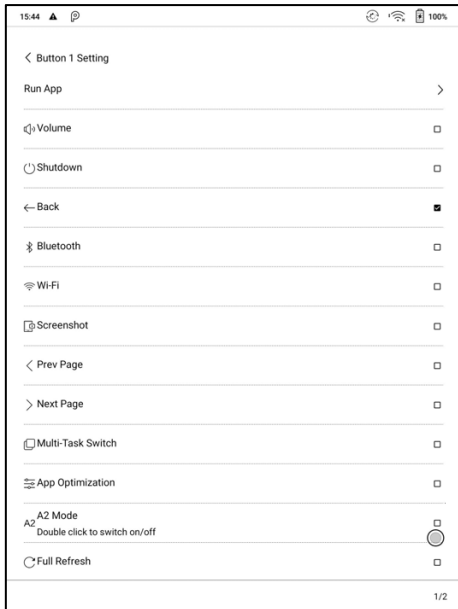 15:44 100%
Button 1 Setting
Run App
Volume
Shutdown
Back
Bluetooth
Wi-Fi
Screenshot
Prev Page
Next Page
Multi-Task Switch
App Optimization
A2 A2 Mode
Double click to switch on/off
Full Refresh
1/2